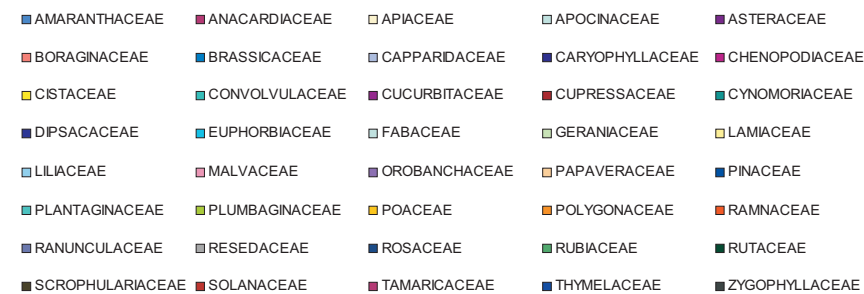 AMARANTHACEAE ANACARDIACEAE APIACEAE APOCINACEAE ASTERACEAE
BORAGINACEAE BRASSICACEAE CAPPARIDACEAE CARYOPHYLLACEAE CHENOPODIACEAE
CISTACEAE CONVOLVULACEAE CUCURBITACEAE CUPRESSACEAE CYNOMORIACEAE
DIPSACACEAE EUPHORBIACEAE FABACEAE GERANIACEAE LAMIACEAE
LILIACEAE MALVACEAE OROBANCHACEAE PAPAVERACEAE PINACEAE
PLANTAGINACEAE PLUMBAGINACEAE POACEAE POLYGONACEAE RAMNACEAE
RANUNCULACEAE RESEDACEAE ROSACEAE RUBIACEAE RUTACEAE
SCROPHULARIACEAE SOLANACEAE TAMARICACEAE THYMELACEAE ZYGOPHYLLACEAE